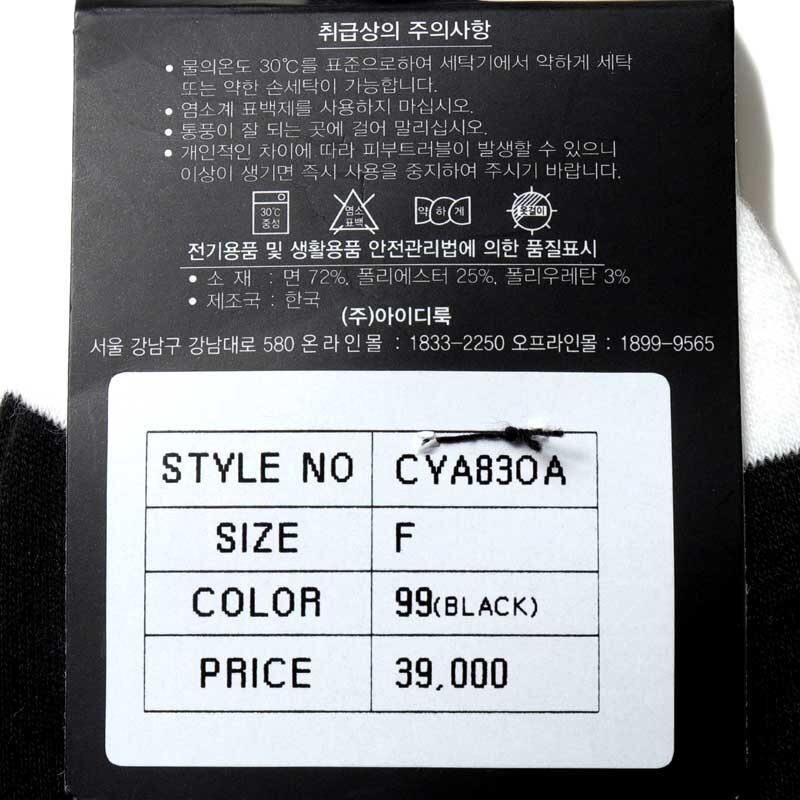 취급상의 주의사항
• 물의온도 30℃를 표준으로하여 세탁기에서 약하게 세탁
또는 약한 손세탁이 가능합니다.
• 염소계 표백제를 사용하지 마십시오.
• 통풍이 잘 되는 곳에 걸어 말리십시오.
• 개인적인 차이에 따라 피부트러블이 발생할 수 있으니
이상이 생기면 즉시 사용을 중지하여 주시기 바랍니다.
30℃ 중성 염소 표백 약하게 옷걸이
전기용품 및 생활용품 안전관리법에 의한 품질표시
• 소 재 : 면 72%, 폴리에스터 25%, 폴리우레탄 3%
• 제조국 : 한국
(주)아이디룩
서울 강남구 강남대로 580 온라인몰 : 1833-2250 오프라인몰 : 1899-9565
STYLE NO CYA830A
SIZE F
COLOR 99(BLACK)
PRICE 39,000